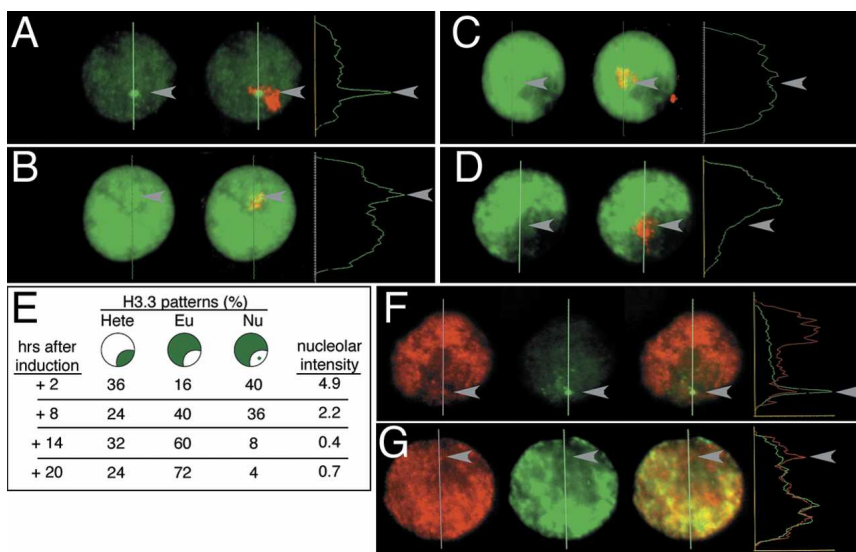 A
C
B
D
E
H3.3 patterns (%)
Hete Eu Nu
hrs after induction
nucleolar intensity
+ 2 36 16 40 4.9
+ 8 24 40 36 2.2
+ 14 32 60 8 0.4
+ 20 24 72 4 0.7
F
G